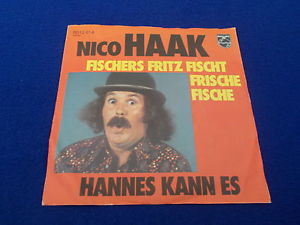 NICO HAAK
FISCHERS FRITZ FISCHT
FRISCHE
FISCHE
HANNES KANN ES